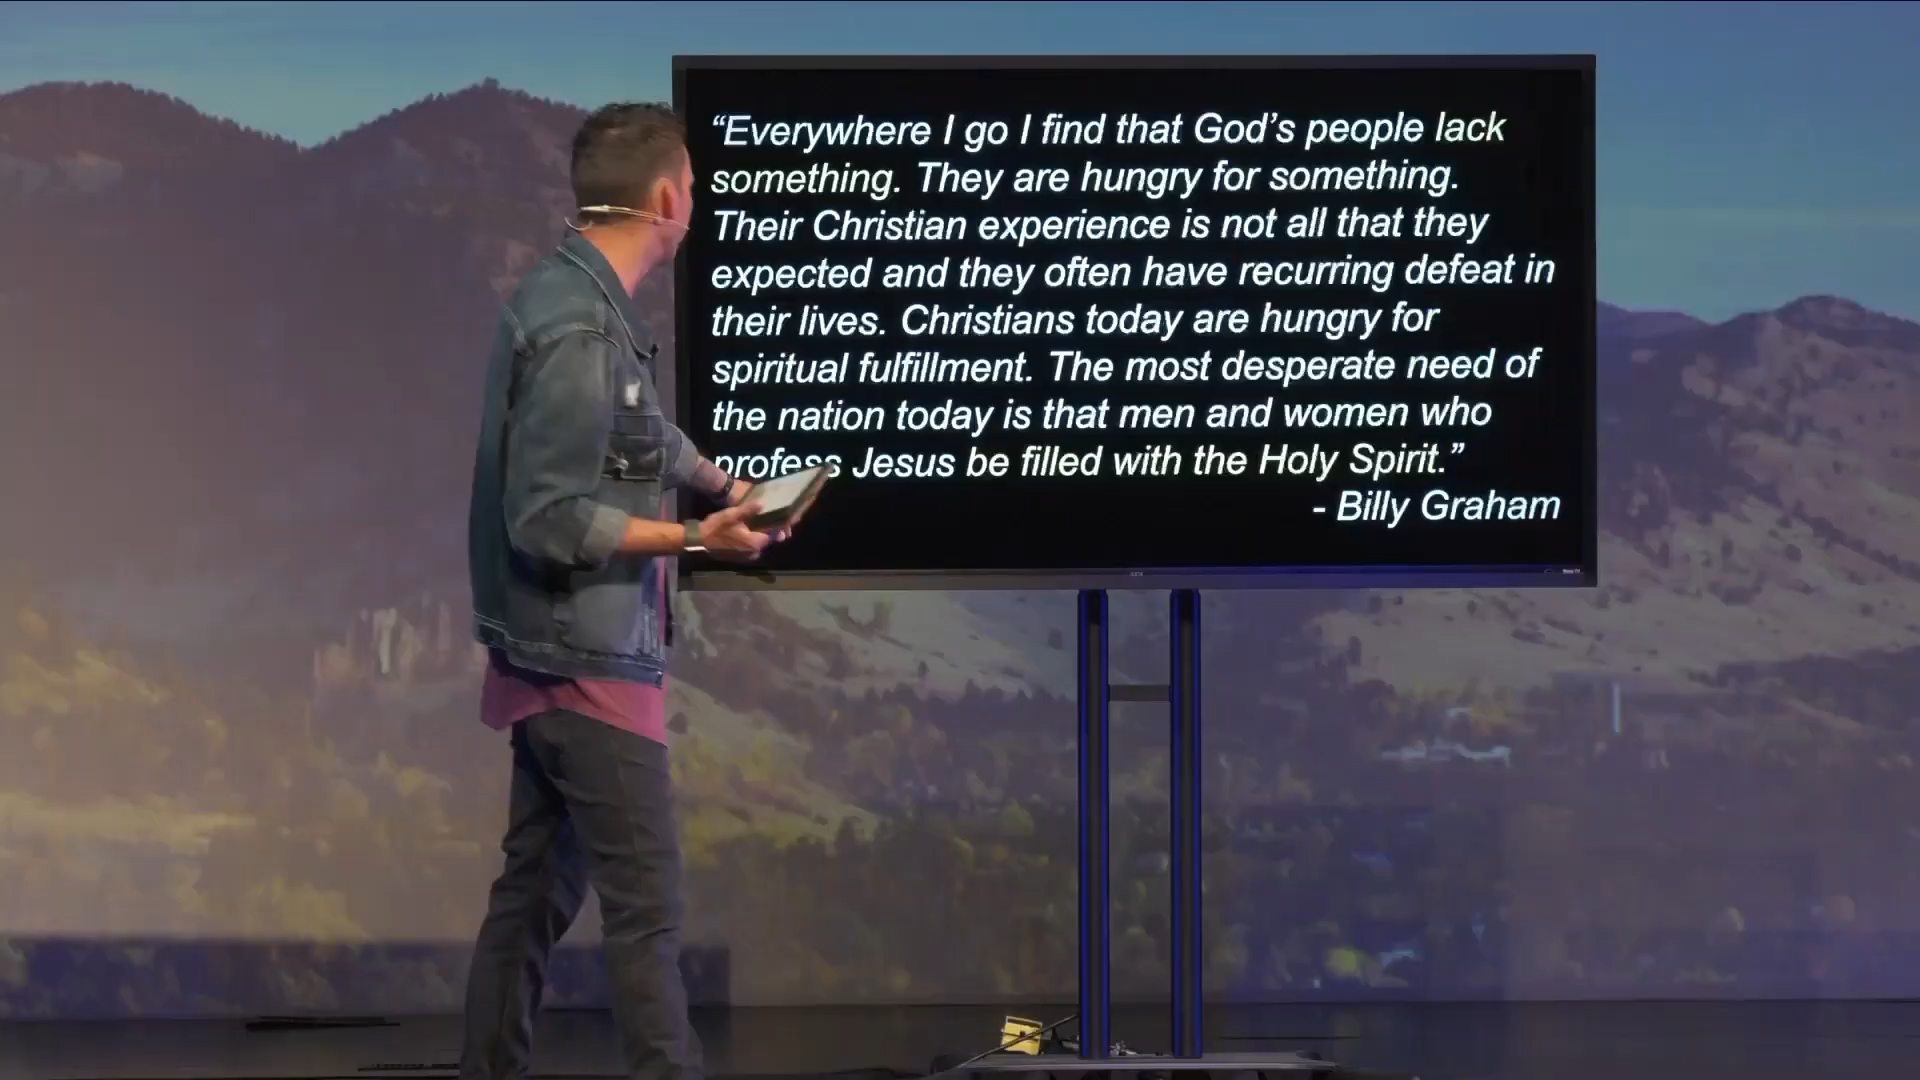 “Everywhere I go I find that God’s people lack
something. They are hungry for something.
Their Christian experience is not all that they
expected and they often have recurring defeat in
their lives. Christians today are hungry for
spiritual fulfillment. The most desperate need of
the nation today is that men and women who
profess Jesus be filled with the Holy Spirit.”
- Billy Graham